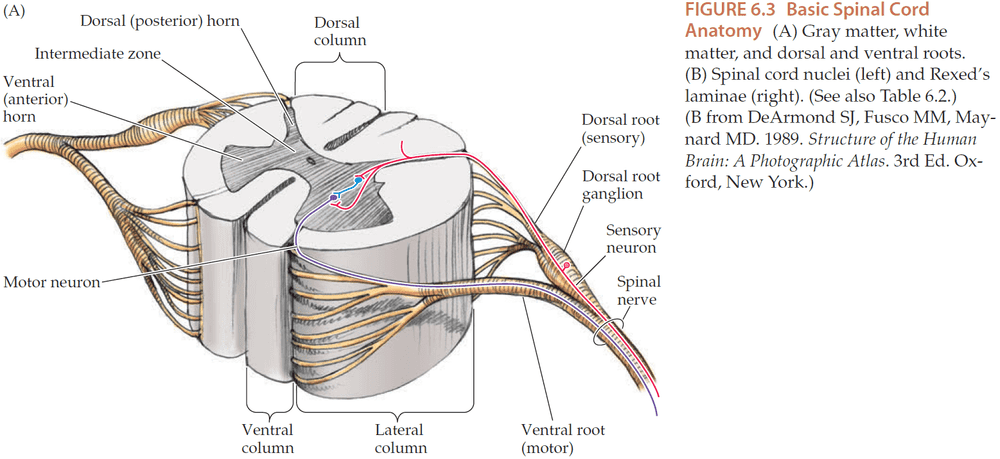 (A)
Dorsal (posterior) horn
Dorsal
column
Intermediate zone
Ventral
(anterior)
horn
Dorsal root
(sensory)
Dorsal root
ganglion
Sensory
neuron
Spinal
nerve
Motor neuron
Ventral
column
Lateral
column
Ventral root
(motor)
FIGURE 6.3 Basic Spinal Cord
Anatomy (A) Gray matter, white
matter, and dorsal and ventral roots.
(B) Spinal cord nuclei (left) and Rexed's
laminae (right). (See also Table 6.2.)
(B from DeArmond SJ, Fusco MM, May-
nard MD. 1989. Structure of the Human
Brain: A Photographic Atlas. 3rd Ed. Ox-
ford, New York.)